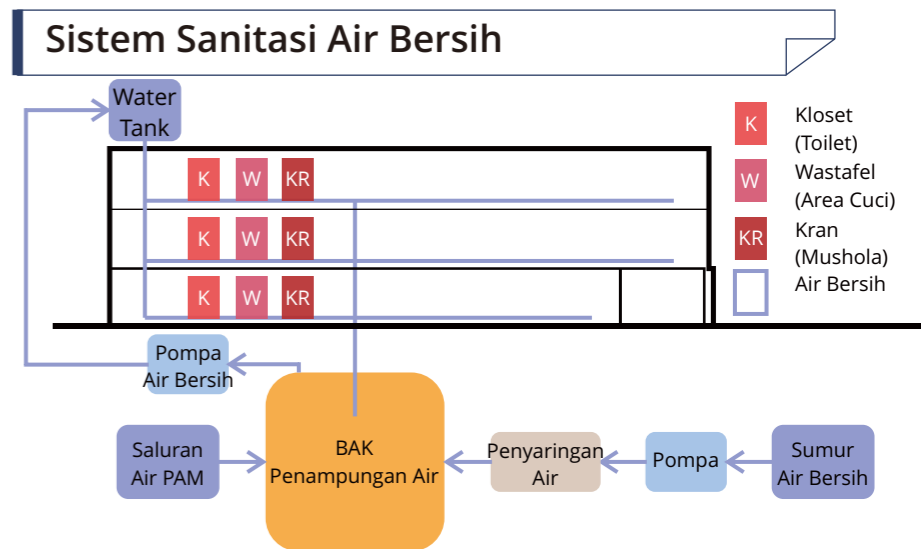 Sistem Sanitasi Air Bersih
Water
Tank
K W KR
K W KR
K W KR
K
Kloset
(Toilet)
W
Wastafel
(Area Cuci)
KR
Kran
(Mushola)
Air Bersih
Pompa
Air Bersih
Saluran
Air PAM
BAK
Penampungan Air
Penyaringan
Air
Pompa
Sumur
Air Bersih